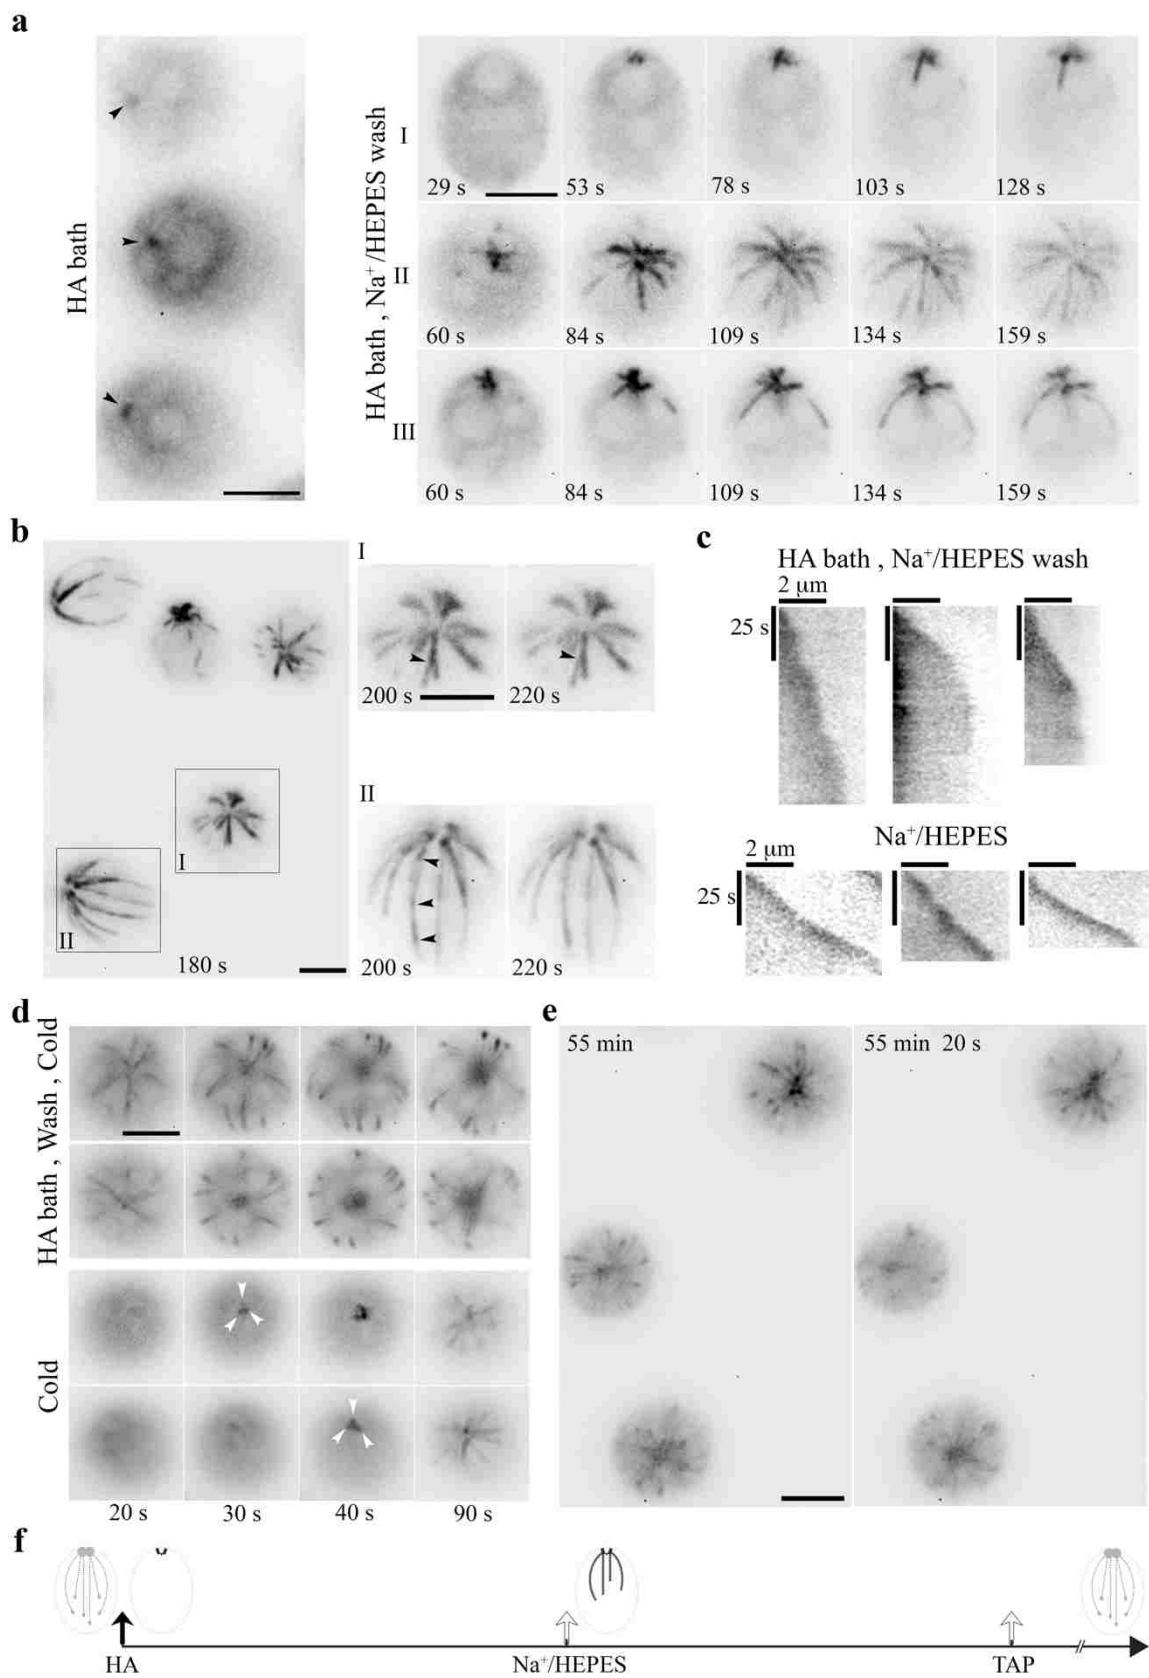 a
HA bath
HA bath , Na⁺/HEPES wash
I
29 s
53 s
78 s
103 s
128 s
II
60 s
84 s
109 s
134 s
159 s
III
60 s
84 s
109 s
134 s
159 s
b
I
II
180 s
I
200 s
220 s
II
200 s
220 s
c
HA bath , Na⁺/HEPES wash
2 μm
25 s
Na⁺/HEPES
2 μm
25 s
d
HA bath , Wash , Cold
Cold
20 s
30 s
40 s
90 s
e
55 min
55 min 20 s
f
HA
Na⁺/HEPES
TAP